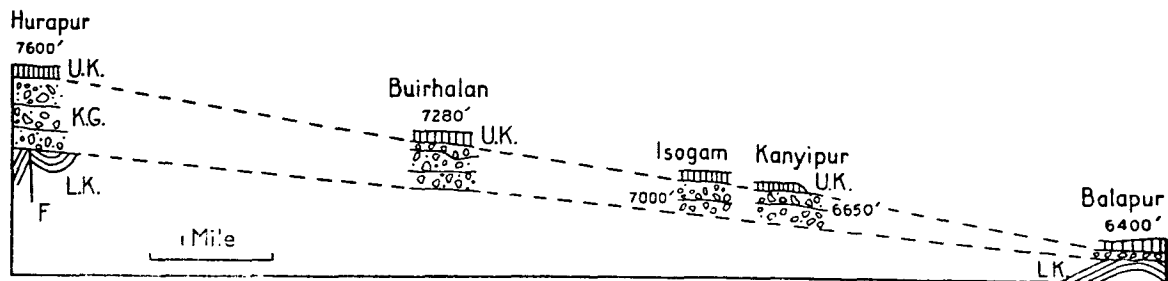 Hurapur
7600'
U.K.
K.G.
L.K.
F
1 Mile
Buirhalan
7280'
U.K.
Isogam
7000'
Kanyipur
U.K.
6650'
Balapur
6400'
L.K.